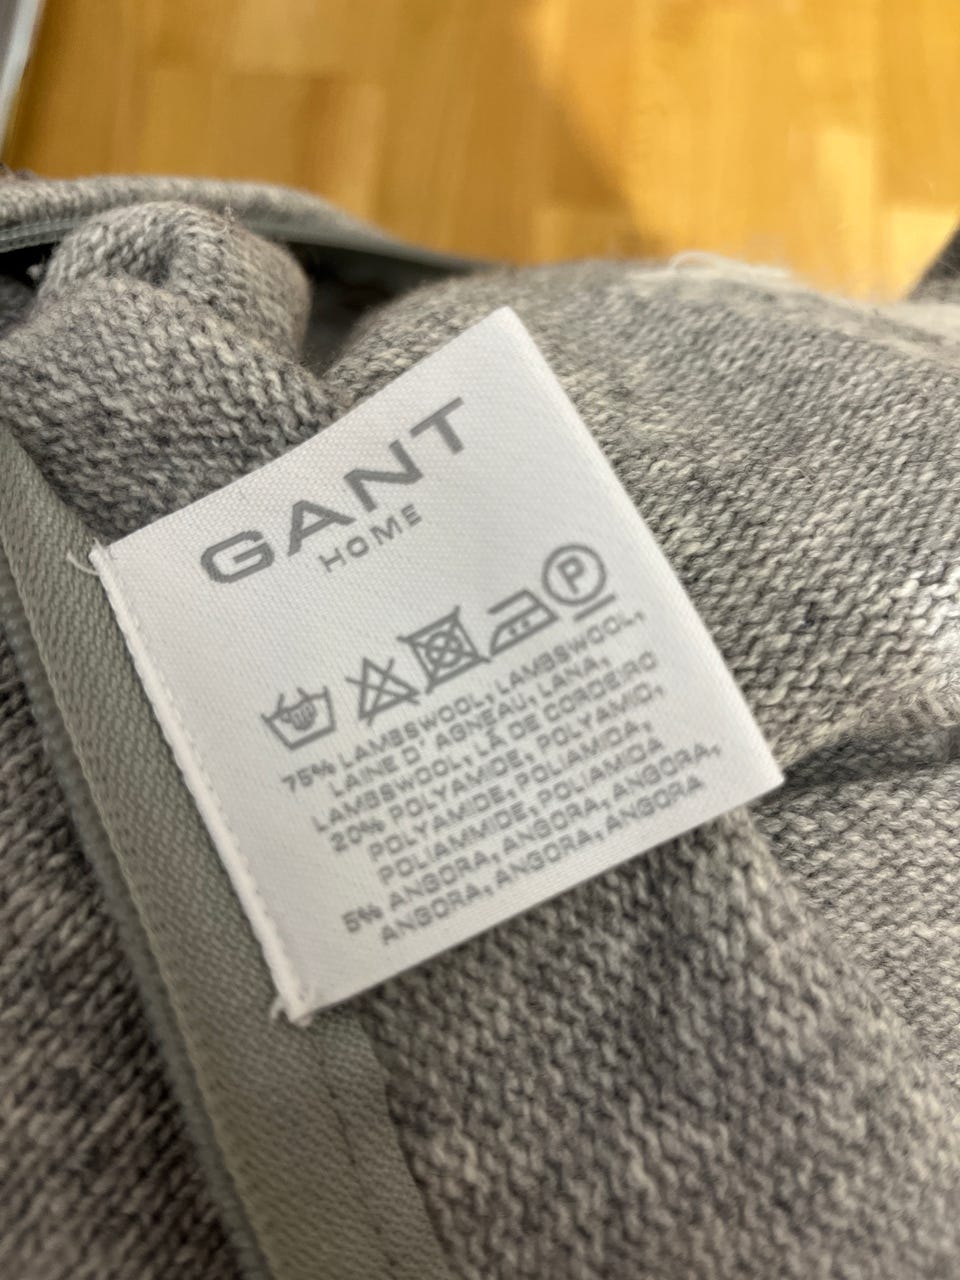 GANT
HOME
P
75% LAMBSWOOL, LAMBSWOOL,
LAINE D'AGNEAU, LANA,
LAMBSWOOL, LÃ DE CORDEIRO
20% POLYAMIDE, POLYAMID,
POLYAMIDE, POLIAMIDA,
POLIAMMIDE, POLIAMIDA
5% ANGORA, ANGORA, ANGORA,
ANGORA, ANGORA, ANGORA